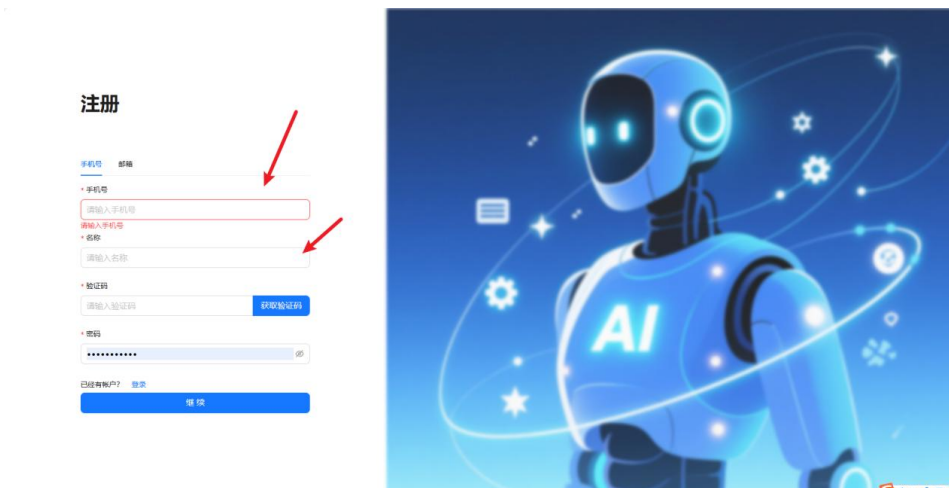 注册
手机号 邮箱
* 手机号
请输入手机号
请输入手机号
* 名称
请输入名称
* 验证码
请输入验证码 获取验证码
* 密码
•••••••••••
已经有帐户? 登录
继 续
AI